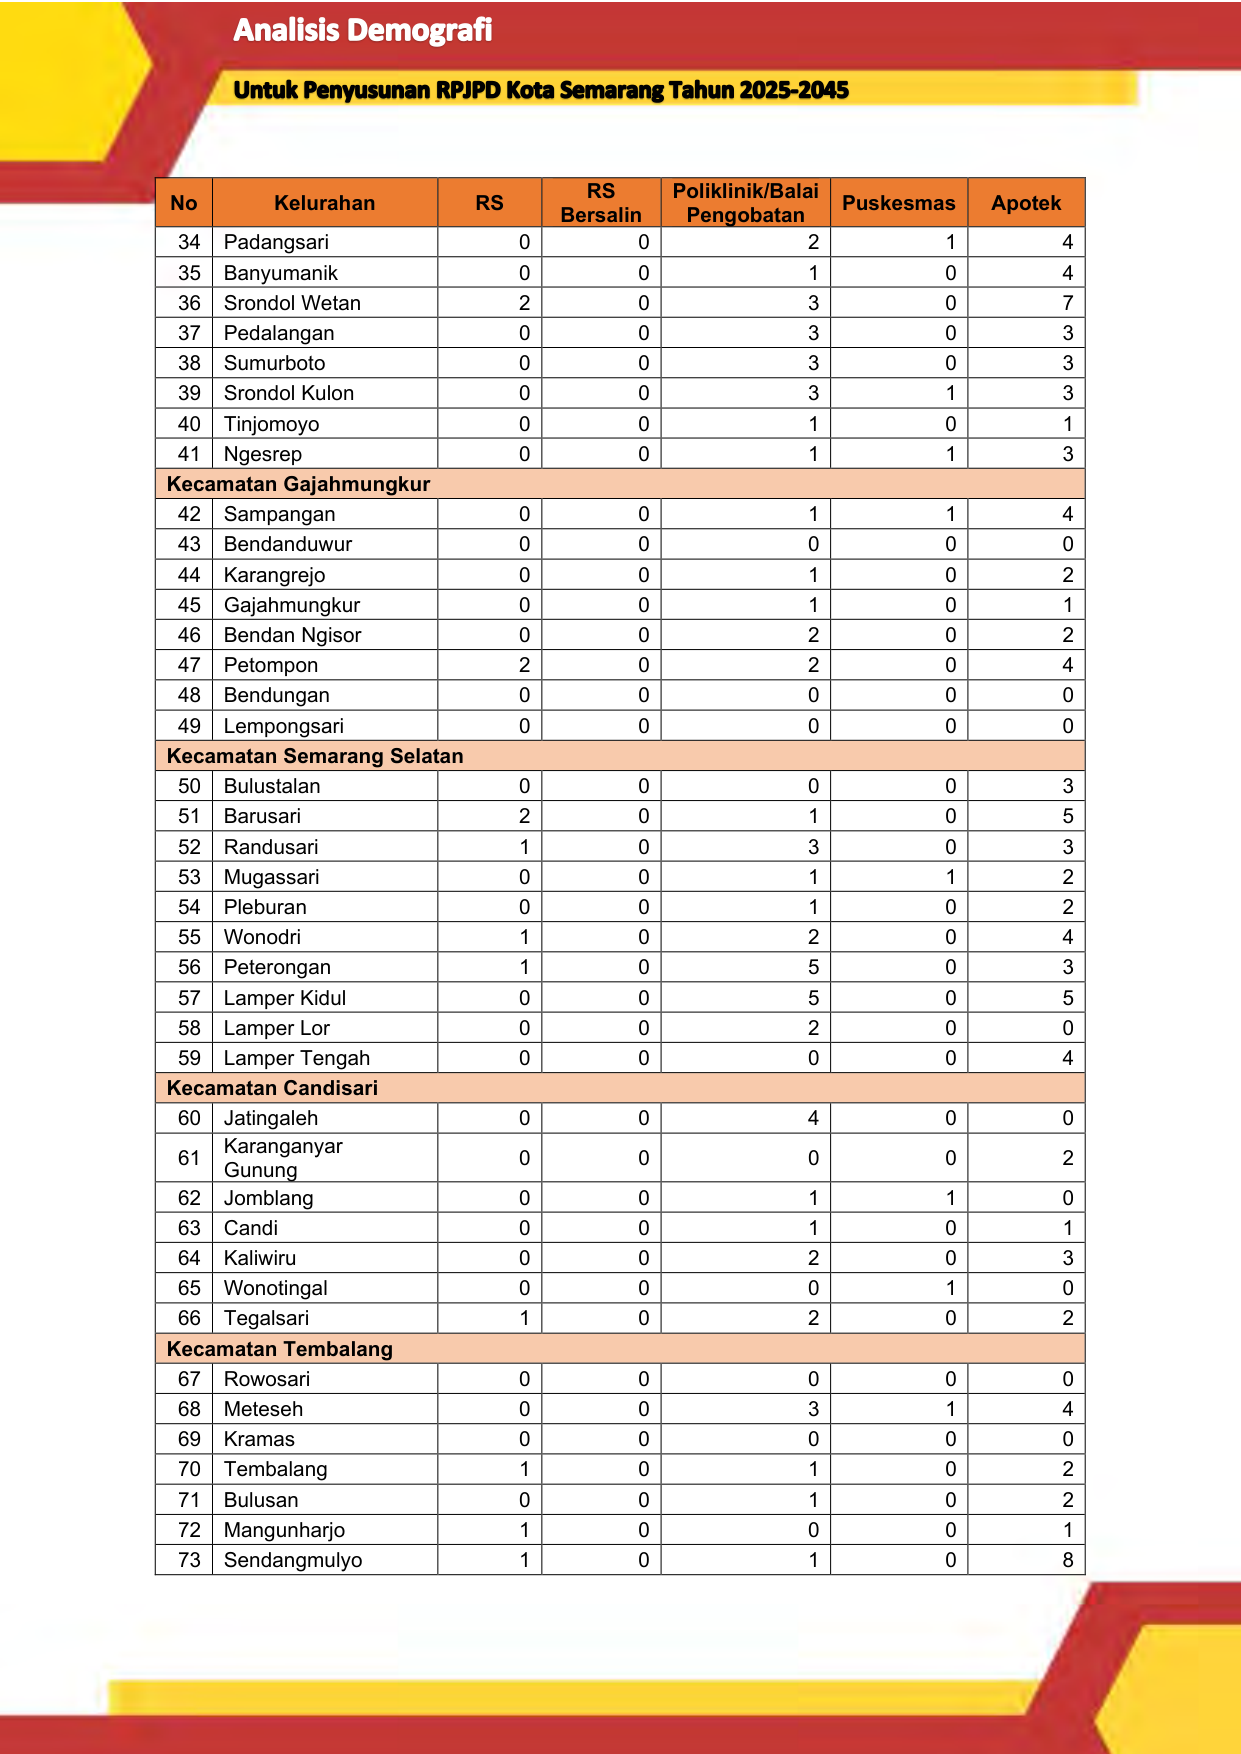 Analisis Demografi
Untuk Penyusunan RPJPD Kota Semarang Tahun 2025-2045
No Kelurahan RS RS Bersalin Poliklinik/Balai Pengobatan Puskesmas Apotek
34 Padangsari 0 0 2 1 4
35 Banyumanik 0 0 1 0 4
36 Srondol Wetan 2 0 3 0 7
37 Pedalangan 0 0 3 0 3
38 Sumurboto 0 0 3 0 3
39 Srondol Kulon 0 0 3 1 3
40 Tinjomoyo 0 0 1 0 1
41 Ngesrep 0 0 1 1 3
Kecamatan Gajahmungkur
42 Sampangan 0 0 1 1 4
43 Bendanduwur 0 0 0 0 0
44 Karangrejo 0 0 1 0 2
45 Gajahmungkur 0 0 1 0 1
46 Bendan Ngisor 0 0 2 0 2
47 Petompon 2 0 2 0 4
48 Bendungan 0 0 0 0 0
49 Lempongsari 0 0 0 0 0
Kecamatan Semarang Selatan
50 Bulustalan 0 0 0 0 3
51 Barusari 2 0 1 0 5
52 Randusari 1 0 3 0 3
53 Mugassari 0 0 1 1 2
54 Pleburan 0 0 1 0 2
55 Wonodri 1 0 2 0 4
56 Peterongan 1 0 5 0 3
57 Lamper Kidul 0 0 5 0 5
58 Lamper Lor 0 0 2 0 0
59 Lamper Tengah 0 0 0 0 4
Kecamatan Candisari
60 Jatingaleh 0 0 4 0 0
61 Karanganyar Gunung 0 0 0 0 2
62 Jomblang 0 0 1 1 0
63 Candi 0 0 1 0 1
64 Kaliwiru 0 0 2 0 3
65 Wonotingal 0 0 0 1 0
66 Tegalsari 1 0 2 0 2
Kecamatan Tembalang
67 Rowosari 0 0 0 0 0
68 Meteseh 0 0 3 1 4
69 Kramas 0 0 0 0 0
70 Tembalang 1 0 1 0 2
71 Bulusan 0 0 1 0 2
72 Mangunharjo 1 0 0 0 1
73 Sendangmulyo 1 0 1 0 8